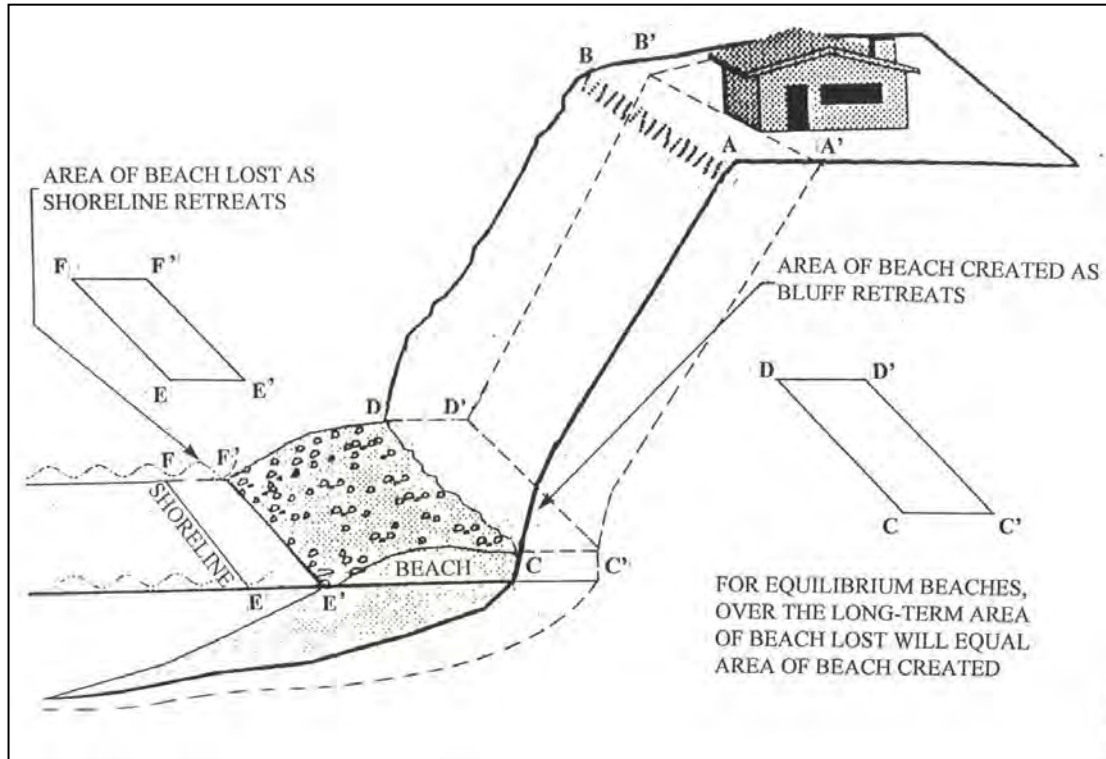 B B'
A A'
AREA OF BEACH LOST AS
SHORELINE RETREATS
F F'
E E'
AREA OF BEACH CREATED AS
BLUFF RETREATS
D D'
C C'
D D'
F F'
SHORELINE
BEACH
C C'
E E'
FOR EQUILIBRIUM BEACHES,
OVER THE LONG-TERM AREA
OF BEACH LOST WILL EQUAL
AREA OF BEACH CREATED